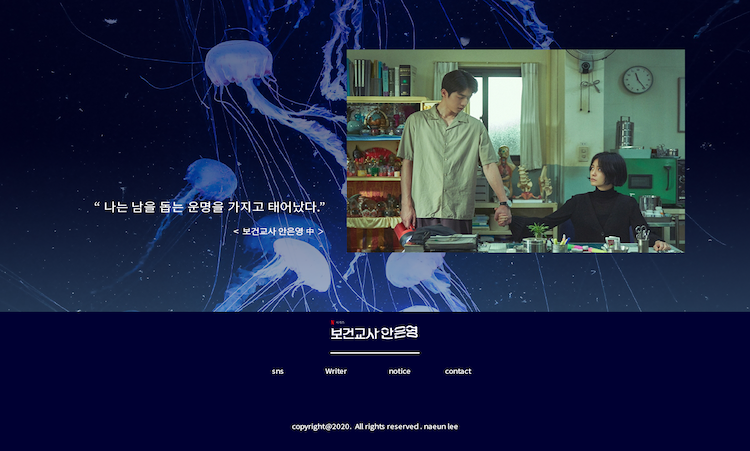 “ 나는 남을 돕는 운명을 가지고 태어났다.”
< 보건교사 안은영 中 >
보건교사 안은영
sns Writer notice contact
copyright@2020. All rights reserved . naeun lee